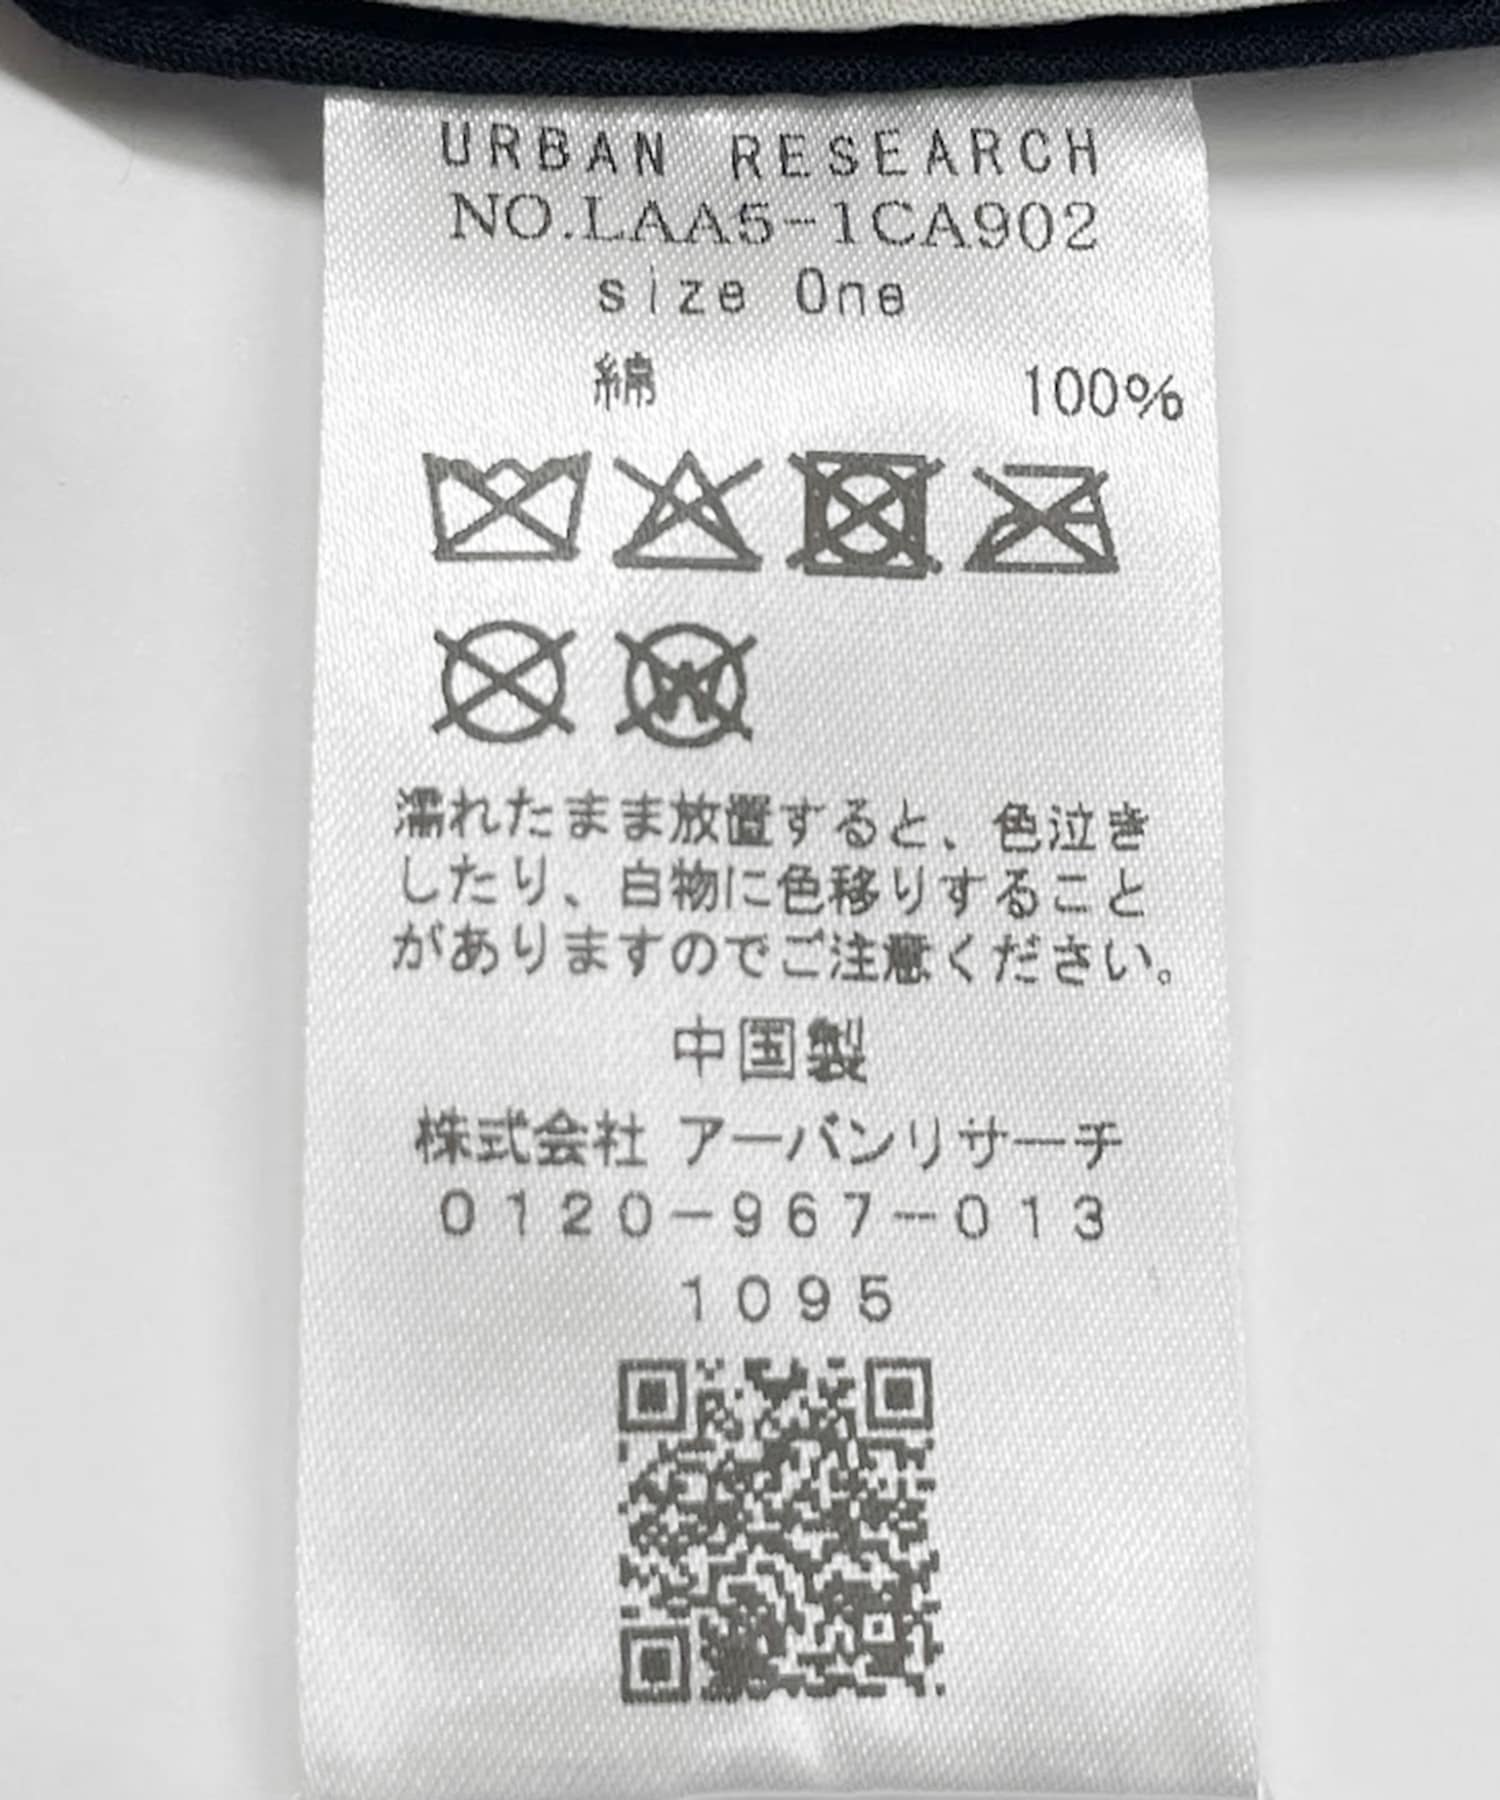 URBAN RESEARCH
NO.LAA5-1CA902
size One
綿 100%
濡れたまま放置すると、色泣き
したり、白物に色移りすること
がありますのでご注意ください。
中国製
株式会社 アーバンリサーチ
0120-967-013
1095